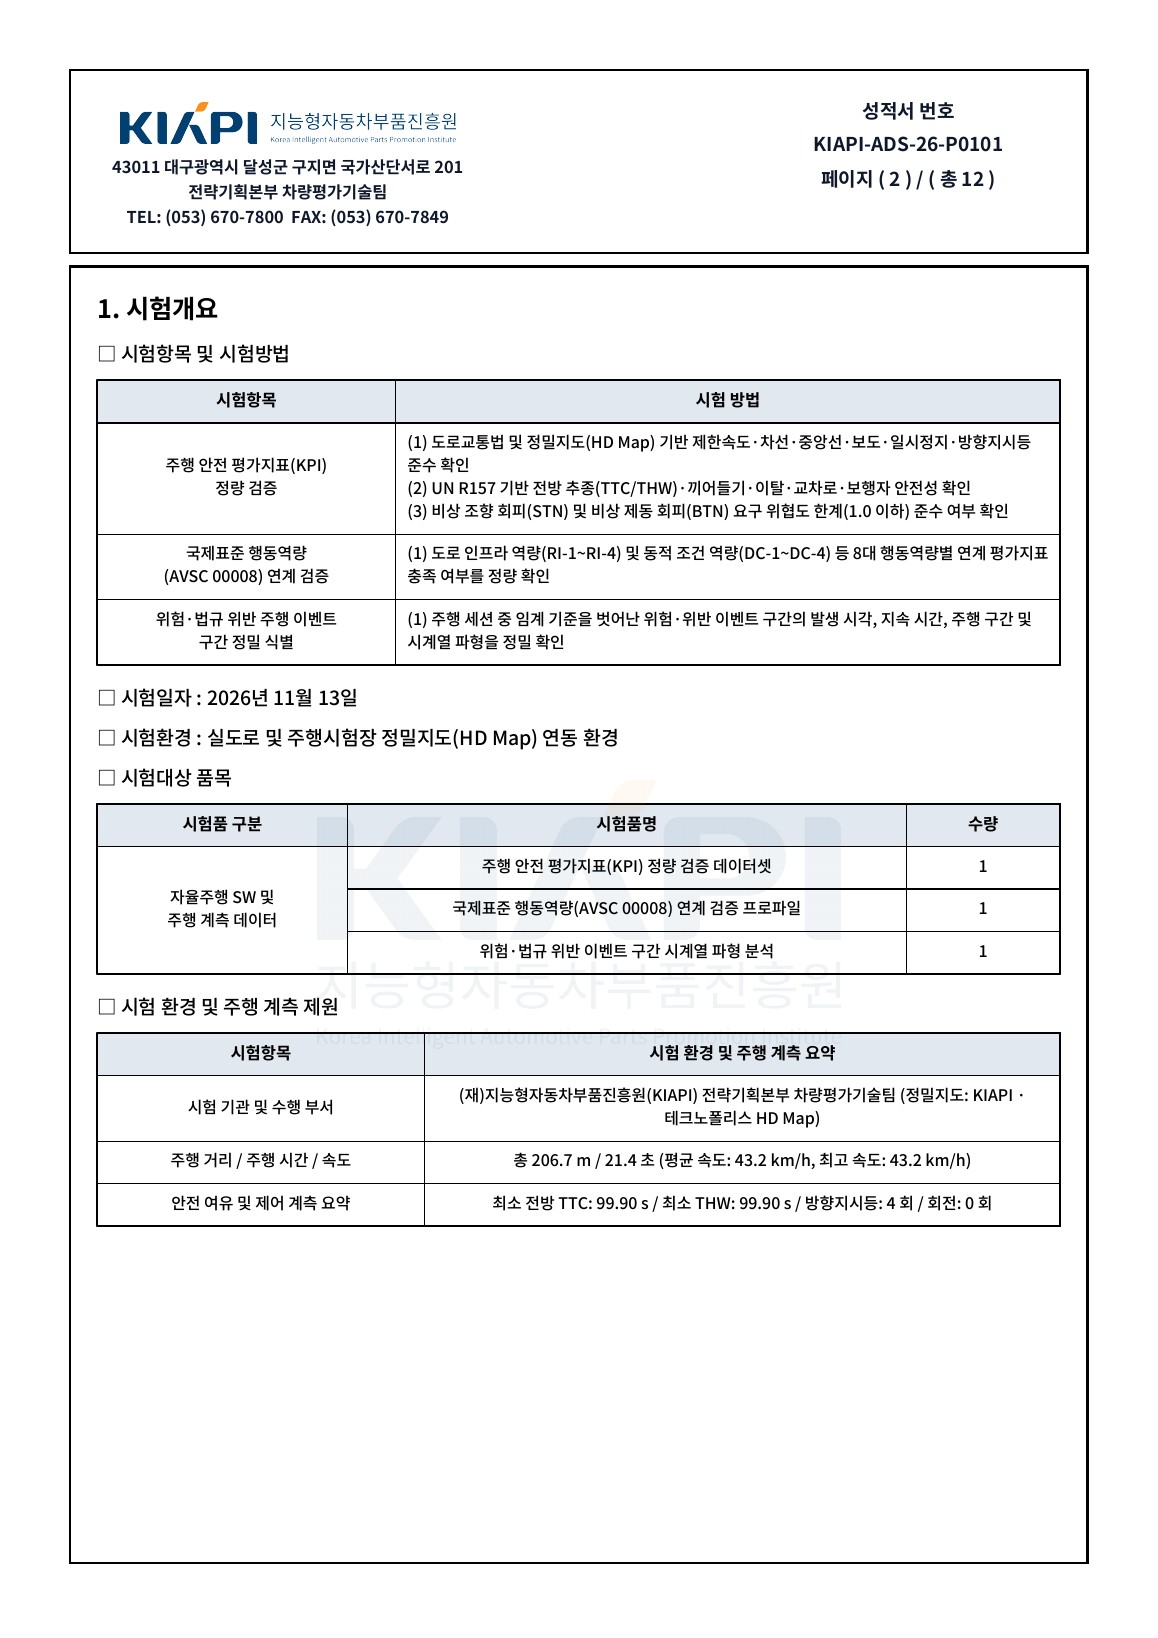 KIAPI 지능형자동차부품진흥원
Korea Intelligent Automotive Parts Promotion Institute
43011 대구광역시 달성군 구지면 국가산단서로 201
전략기획본부 차량평가기술팀
TEL: (053) 670-7800 FAX: (053) 670-7849
성적서 번호
KIAPI-ADS-26-P0101
페이지 ( 2 ) / ( 총 12 )
1. 시험개요
□ 시험항목 및 시험방법
시험항목
시험 방법
주행 안전 평가지표(KPI)
정량 검증
(1) 도로교통법 및 정밀지도(HD Map) 기반 제한속도·차선·중앙선·보도·일시정지·방향지시등
준수 확인
(2) UN R157 기반 전방 추종(TTC/THW)·끼어들기·이탈·교차로·보행자 안전성 확인
(3) 비상 조향 회피(STN) 및 비상 제동 회피(BTN) 요구 위협도 한계(1.0 이하) 준수 여부 확인
국제표준 행동역량
(AVSC 00008) 연계 검증
(1) 도로 인프라 역량(RI-1~RI-4) 및 동적 조건 역량(DC-1~DC-4) 등 8대 행동역량별 연계 평가지표
충족 여부를 정량 확인
위험·법규 위반 주행 이벤트
구간 정밀 식별
(1) 주행 세션 중 임계 기준을 벗어난 위험·위반 이벤트 구간의 발생 시각, 지속 시간, 주행 구간 및
시계열 파형을 정밀 확인
□ 시험일자 : 2026년 11월 13일
□ 시험환경 : 실도로 및 주행시험장 정밀지도(HD Map) 연동 환경
□ 시험대상 품목
시험품 구분
시험품명
수량
자율주행 SW 및
주행 계측 데이터
주행 안전 평가지표(KPI) 정량 검증 데이터셋
1
국제표준 행동역량(AVSC 00008) 연계 검증 프로파일
1
위험·법규 위반 이벤트 구간 시계열 파형 분석
1
KIAPI
지능형자동차부품진흥원
Korea Intelligent Automotive Parts Promotion Institute
□ 시험 환경 및 주행 계측 제원
시험항목
시험 환경 및 주행 계측 요약
시험 기관 및 수행 부서
(재)지능형자동차부품진흥원(KIAPI) 전략기획본부 차량평가기술팀 (정밀지도: KIAPI ·
테크노폴리스 HD Map)
주행 거리 / 주행 시간 / 속도
총 206.7 m / 21.4 초 (평균 속도: 43.2 km/h, 최고 속도: 43.2 km/h)
안전 여유 및 제어 계측 요약
최소 전방 TTC: 99.90 s / 최소 THW: 99.90 s / 방향지시등: 4 회 / 회전: 0 회